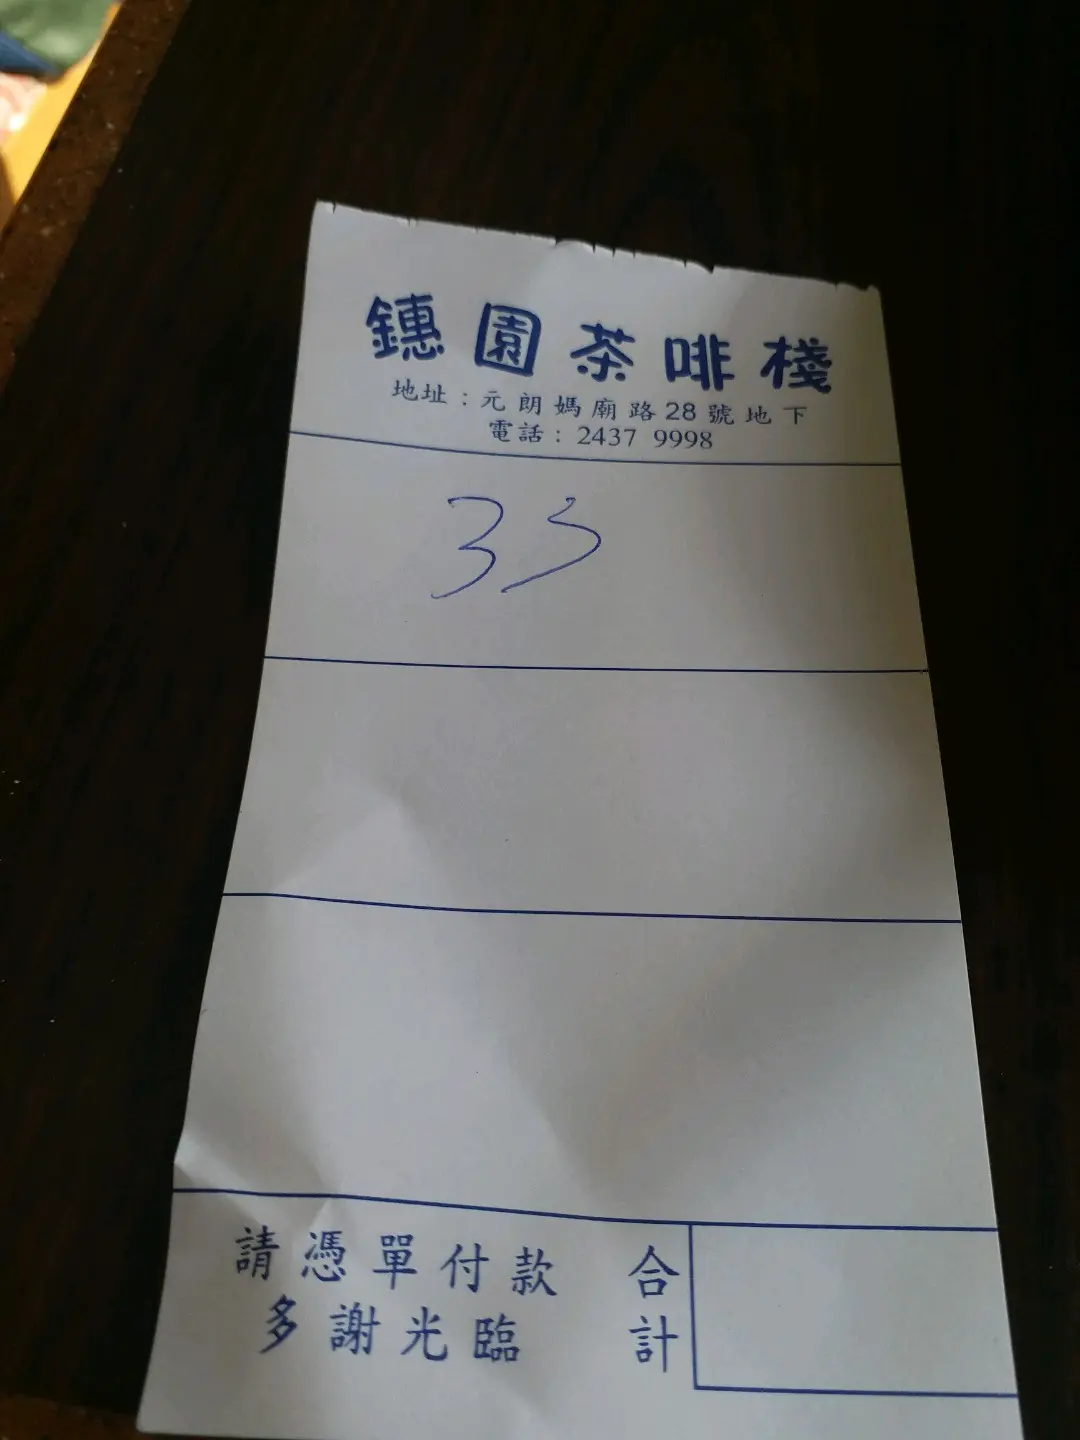 鏸園茶啡棧
地址：元朗媽廟路28號地下
電話：2437 9998
33
請憑單付款
多謝光臨
合計